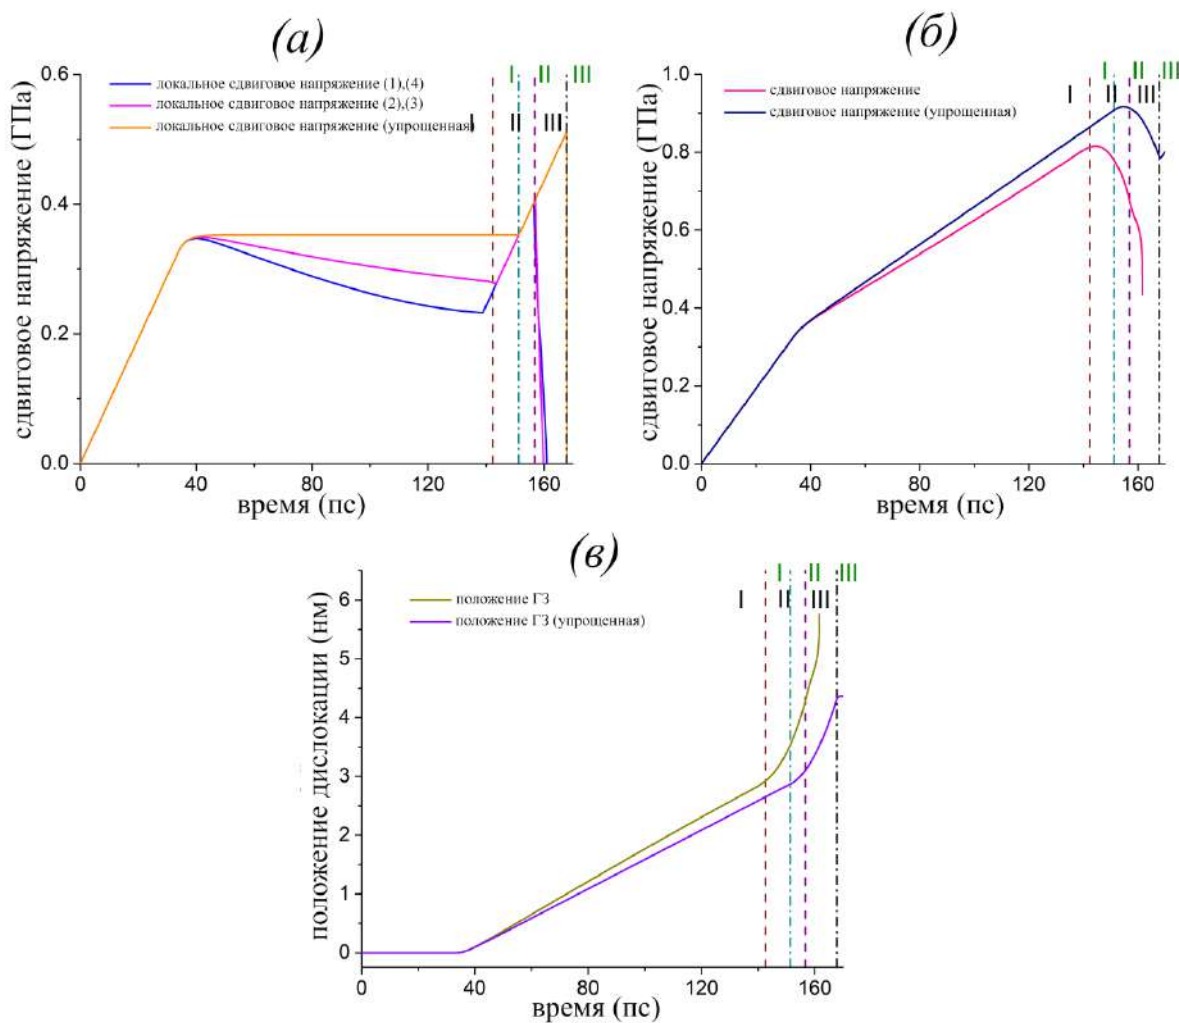 (а)
0.6
0.4
0.2
0.0
сдвиговое напряжение (ГПа)
локальное сдвиговое напряжение (1),(4)
локальное сдвиговое напряжение (2),(3)
локальное сдвиговое напряжение (упрощенная)
I II III
I II III
0 40 80 120 160
время (пс)
(б)
1.0
0.8
0.6
0.4
0.2
0.0
сдвиговое напряжение (ГПа)
сдвиговое напряжение
сдвиговое напряжение (упрощенная)
I II III
I II III
0 40 80 120 160
время (пс)
(в)
6
5
4
3
2
1
0
положение дислокации (нм)
положение ГЗ
положение ГЗ (упрощенная)
I II III
I II III
0 40 80 120 160
время (пс)